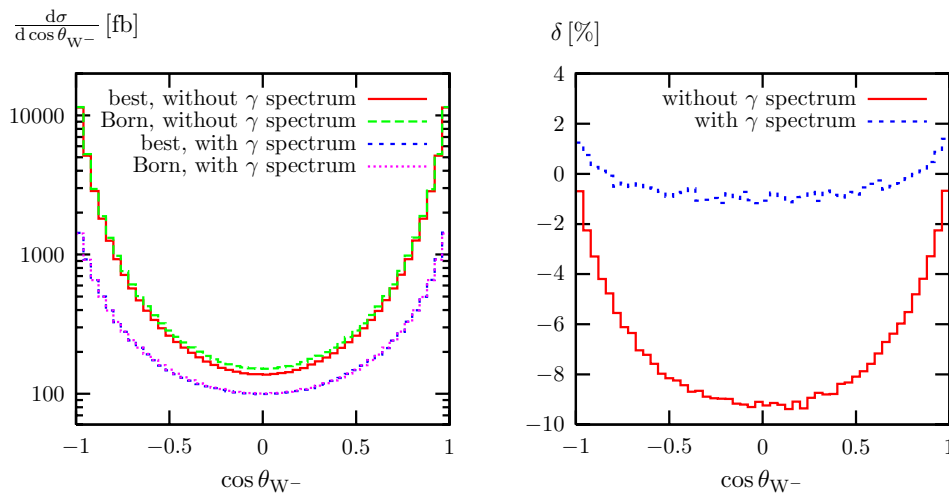 dσ/d cos θ_W− [fb]
10000
1000
100
best, without γ spectrum
Born, without γ spectrum
best, with γ spectrum
Born, with γ spectrum
−1 −0.5 0 0.5 1
cos θ_W−
δ [%]
4
2
0
−2
−4
−6
−8
−10
without γ spectrum
with γ spectrum
−1 −0.5 0 0.5 1
cos θ_W−